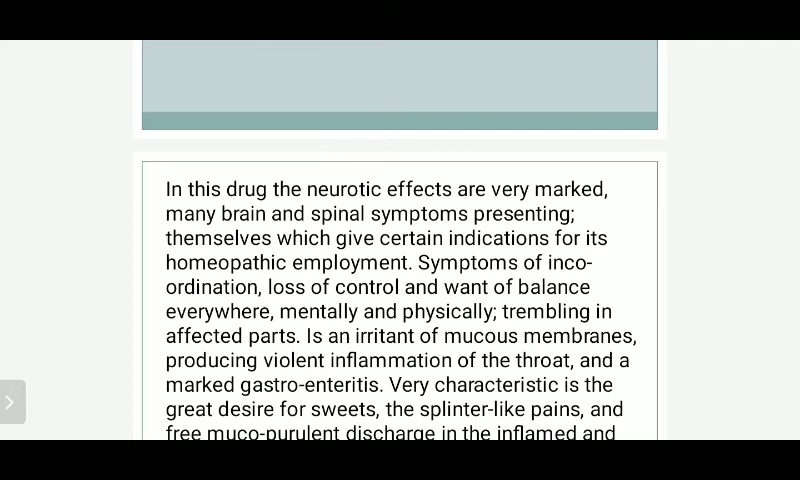 In this drug the neurotic effects are very marked,
many brain and spinal symptoms presenting;
themselves which give certain indications for its
homeopathic employment. Symptoms of inco-
ordination, loss of control and want of balance
everywhere, mentally and physically; trembling in
affected parts. Is an irritant of mucous membranes,
producing violent inflammation of the throat, and a
marked gastro-enteritis. Very characteristic is the
great desire for sweets, the splinter-like pains, and
free muco-purulent discharge in the inflamed and